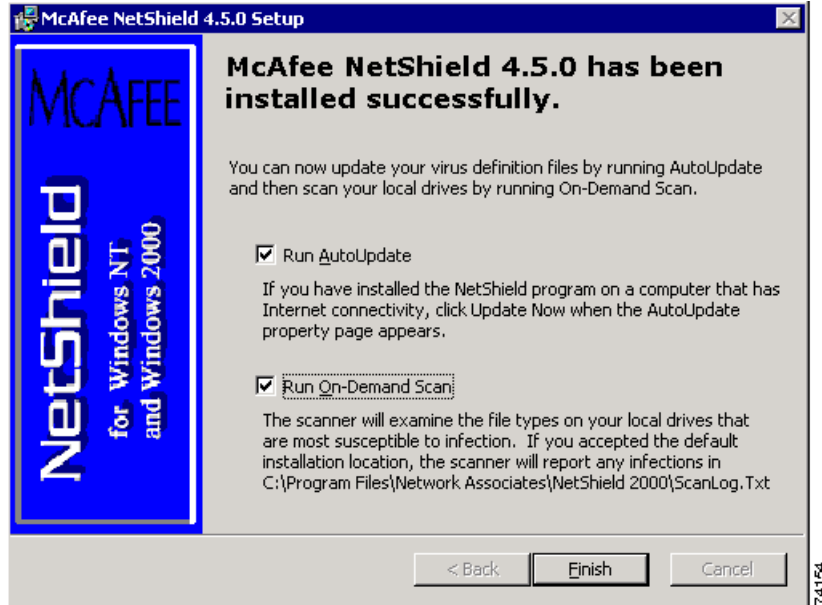 McAfee NetShield 4.5.0 Setup
MCAFEE
NetShield
for Windows NT
and Windows 2000
McAfee NetShield 4.5.0 has been
installed successfully.
You can now update your virus definition files by running AutoUpdate
and then scan your local drives by running On-Demand Scan.
Run AutoUpdate
If you have installed the NetShield program on a computer that has
Internet connectivity, click Update Now when the AutoUpdate
property page appears.
Run On-Demand Scan
The scanner will examine the file types on your local drives that
are most susceptible to infection. If you accepted the default
installation location, the scanner will report any infections in
C:\Program Files\Network Associates\NetShield 2000\ScanLog.Txt
< Back
Finish
Cancel
74154